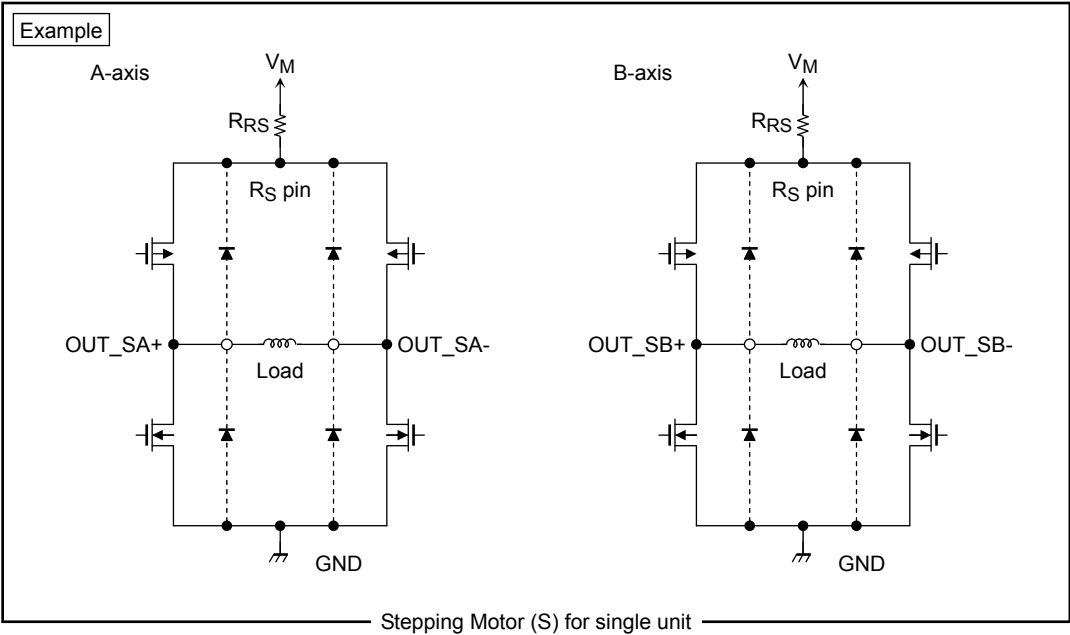 Example
A-axis
VM
RRS
RS pin
OUT_SA+
OUT_SA-
Load
GND
B-axis
VM
RRS
RS pin
OUT_SB+
OUT_SB-
Load
GND
Stepping Motor (S) for single unit